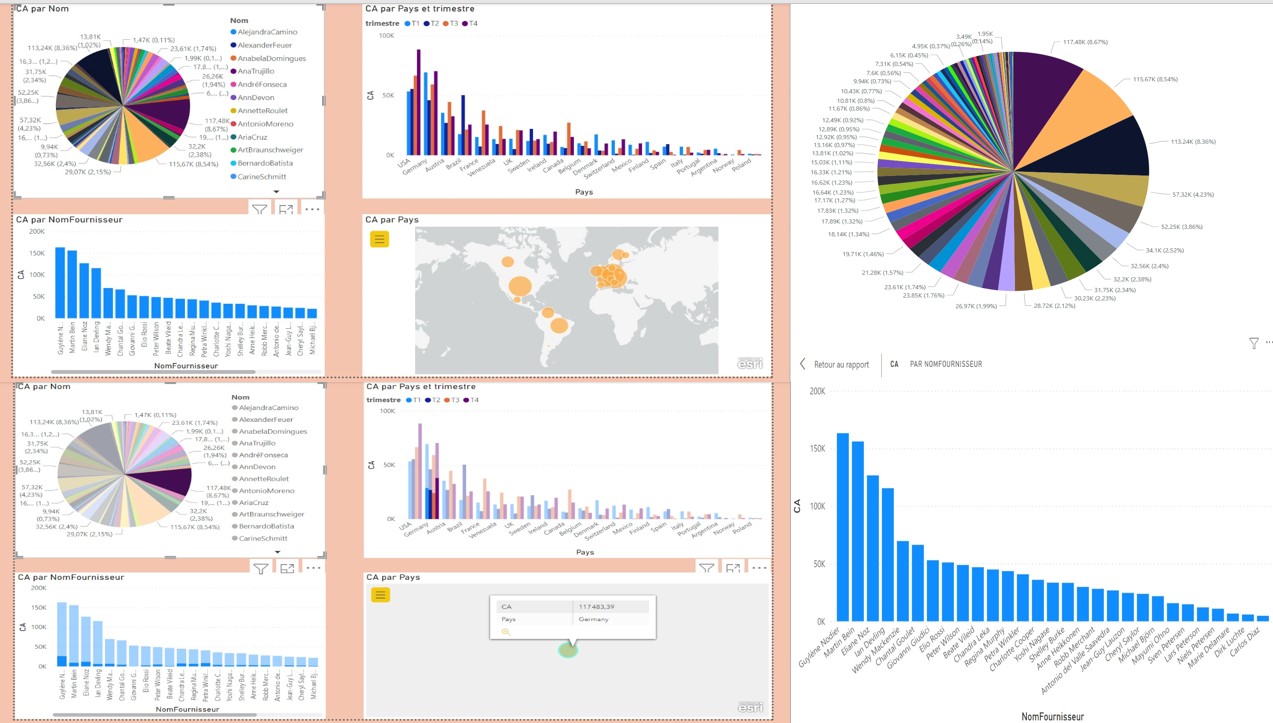 CA par Nom
13,81K
(1,02%)
1,47K (0,11%)
113,24K (8,36%)
23,61K (1,74%)
16,3... (1,2...)
1,99K (0,1...)
17,8... (1,...)
31,75K
(2,34%)
26,26K
(1,94%)
6,... (...)
52,25K
(3,86...)
117,48K
(8,67%)
57,32K
(4,23%)
19,... (1...)
16,... (1...)
32,2K
(2,38%)
9,94K
(0,73%)
115,67K (8,54%)
32,56K (2,4%)
29,07K (2,15%)
Nom
AlejandraCamino
AlexanderFeuer
AnabelaDomingues
AnaTrujillo
AndréFonseca
AnnDevon
AnnetteRoulet
AntonioMoreno
AriaCruz
ArtBraunschweiger
BernardoBatista
CarineSchmitt
CA par Pays et trimestre
trimestre T1 T2 T3 T4
100K
50K
0K
CA
USA Germany Austria Brazil France Venezuela UK Sweden Ireland Canada Belgium Denmark Switzerland Mexico Finland Spain Italy Portugal Argentina Norway Poland
Pays
CA par NomFournisseur
200K
150K
100K
50K
0K
CA
Guylène N... Martin Bein Eliane Noz Ian Devling Wendy Ma... Chantal Go... Giovanni G... Elio Rossi Peter Wilson Beate Vileid Chandra Le... Regina Mu... Petra Winkl... Charlotte C... Yoshi Naga... Shelley Bur... Anne Heik... Robb Merc... Antonio de... Jean-Guy L... Cheryl Sayl... Michael Bj...
NomFournisseur
CA par Pays
esri
117,48K (8,67%)
115,67K (8,54%)
113,24K (8,36%)
57,32K (4,23%)
52,25K (3,86%)
34,1K (2,52%)
32,56K (2,4%)
32,2K (2,38%)
31,75K (2,34%)
30,23K (2,23%)
28,72K (2,12%)
26,97K (1,99%)
23,85K (1,76%)
23,61K (1,74%)
21,28K (1,57%)
19,71K (1,46%)
18,14K (1,34%)
17,89K (1,32%)
17,83K (1,32%)
17,17K (1,27%)
16,64K (1,23%)
16,62K (1,23%)
16,33K (1,21%)
15,03K (1,11%)
13,81K (1,02%)
13,16K (0,97%)
12,92K (0,95%)
12,89K (0,95%)
12,49K (0,92%)
11,67K (0,86%)
10,81K (0,8%)
10,43K (0,77%)
9,94K (0,73%)
7,6K (0,56%)
7,31K (0,54%)
6,15K (0,45%)
4,95K (0,37%)
3,49K
(0,26%)
1,95K
(0,14%)
Retour au rapport CA PAR NOMFOURNISSEUR
200K
150K
100K
50K
0K
CA
Guylène Nodier Martin Bein Eliane Noz Ian Devling Wendy Mackenzie Chantal Goulet Giovanni Giudici Elio Rossi Peter Wilson Beate Vileid Chandra Leka Regina Murphy Petra Winkler Charlotte Cooper Yoshi Nagase Shelley Burke Anne Heikkonen Robb Merchant Antonio del Valle Saavedra Jean-Guy Lauzon Cheryl Saylor Michael Björn Mayumi Ohno Sven Petersen Lars Peterson Niels Petersen Marie Delamare Dirk Luchte Carlos Diaz
NomFournisseur
CA par Nom
13,81K
(1,02%)
1,47K (0,11%)
113,24K (8,36%)
23,61K (1,74%)
16,3... (1,2...)
1,99K (0,1...)
17,8... (1,...)
31,75K
(2,34%)
26,26K
(1,94%)
6,... (...)
52,25K
(3,86...)
117,48K
(8,67%)
57,32K
(4,23%)
19,... (1...)
16,... (1...)
32,2K
(2,38%)
9,94K
(0,73%)
115,67K (8,54%)
32,56K (2,4%)
29,07K (2,15%)
Nom
AlejandraCamino
AlexanderFeuer
AnabelaDomingues
AnaTrujillo
AndréFonseca
AnnDevon
AnnetteRoulet
AntonioMoreno
AriaCruz
ArtBraunschweiger
BernardoBatista
CarineSchmitt
CA par Pays et trimestre
trimestre T1 T2 T3 T4
100K
50K
0K
CA
USA Germany Austria Brazil France Venezuela UK Sweden Ireland Canada Belgium Denmark Switzerland Mexico Finland Spain Italy Portugal Argentina Norway Poland
Pays
CA par NomFournisseur
200K
150K
100K
50K
0K
CA
Guylène N... Martin Bein Eliane Noz Ian Devling Wendy Ma... Chantal Go... Giovanni G... Elio Rossi Peter Wilson Beate Vileid Chandra Le... Regina Mu... Petra Winkl... Charlotte C... Yoshi Naga... Shelley Bur... Anne Heik... Robb Merc... Antonio de... Jean-Guy L... Cheryl Sayl... Michael Bj...
NomFournisseur
CA par Pays
CA 117483,39
Pays Germany
esri